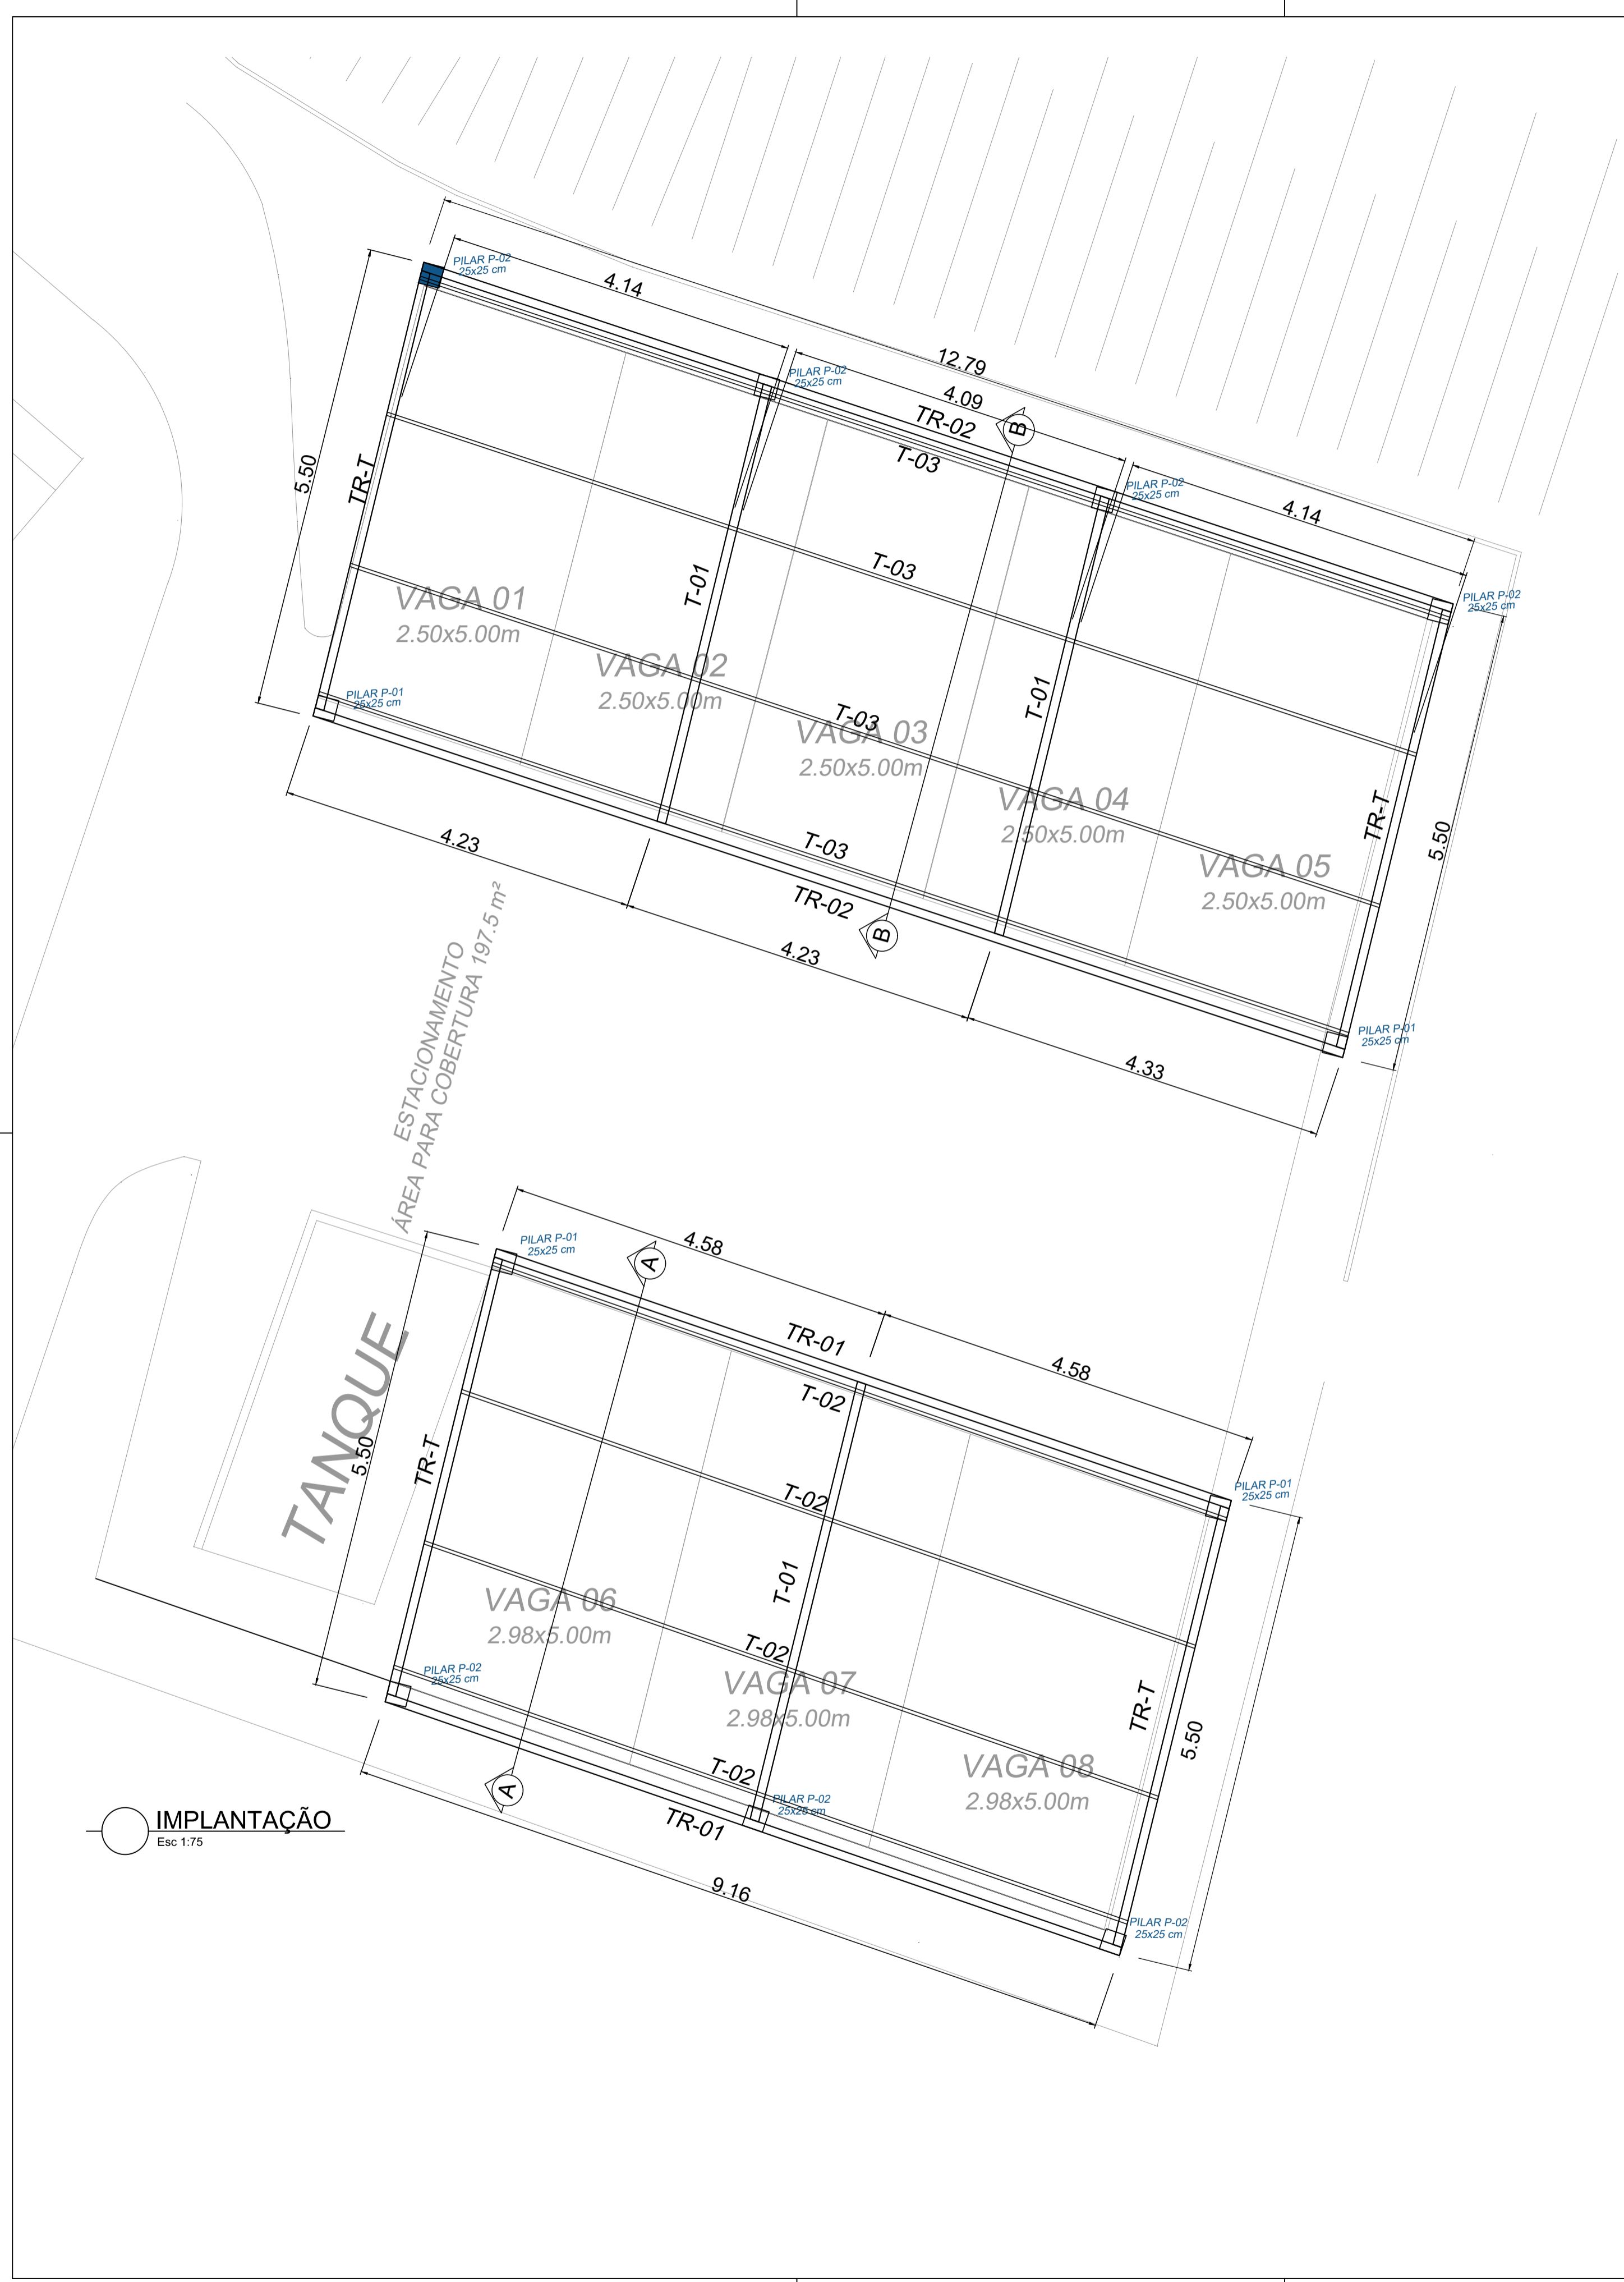 PILAR P-02
25x25 cm
4.14
12.79
PILAR P-02
25x25 cm
4.09
TR-02
B
T-03
5.50
TR-T
PILAR P-02
25x25 cm
4.14
T-03
T-01
VAGA 01
2.50x5.00m
PILAR P-02
25x25 cm
VAGA 02
2.50x5.00m
T-01
PILAR P-01
25x25 cm
T-03
VAGA 03
2.50x5.00m
VAGA 04
2.50x5.00m
TR-T
5.50
4.23
T-03
VAGA 05
2.50x5.00m
TR-02
B
4.23
PILAR P-01
25x25 cm
4.33
ESTACIONAMENTO
ÁREA PARA COBERTURA 197.5 m²
PILAR P-01
25x25 cm
4.58
A
TR-01
4.58
T-02
TANQUE
5.50
TR-T
T-02
PILAR P-01
25x25 cm
T-01
VAGA 06
2.98x5.00m
T-02
PILAR P-02
25x25 cm
VAGA 07
2.98x5.00m
TR-T
5.50
T-02
VAGA 08
2.98x5.00m
A
PILAR P-02
25x25 cm
TR-01
IMPLANTAÇÃO
Esc 1:75
9.16
PILAR P-02
25x25 cm